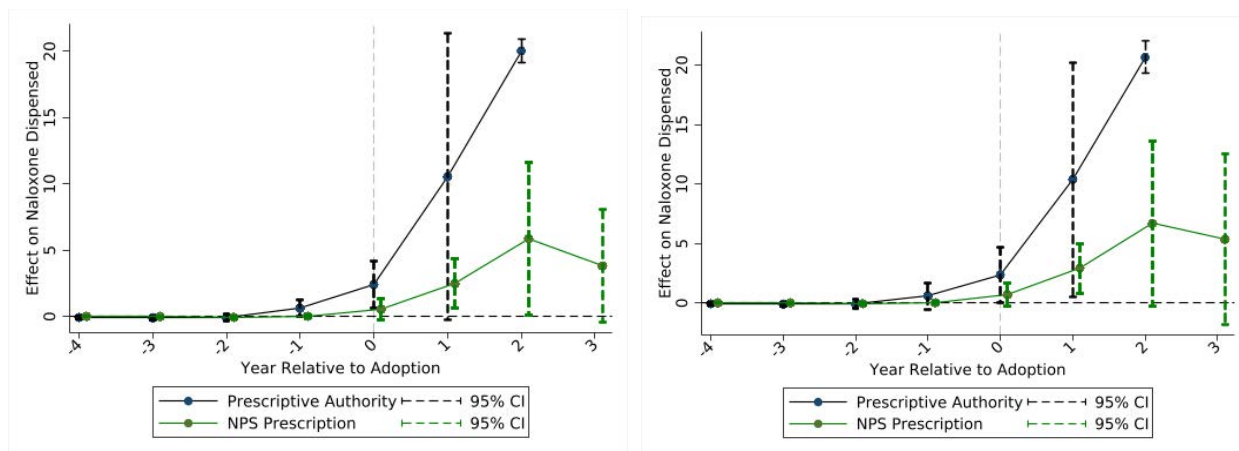 Effect on Naloxone Dispensed
20
15
10
5
0
-4 -3 -2 -1 0 1 2 3
Year Relative to Adoption
Prescriptive Authority 95% CI
NPS Prescription 95% CI
Effect on Naloxone Dispensed
20
15
10
5
0
-4 -3 -2 -1 0 1 2 3
Year Relative to Adoption
Prescriptive Authority 95% CI
NPS Prescription 95% CI